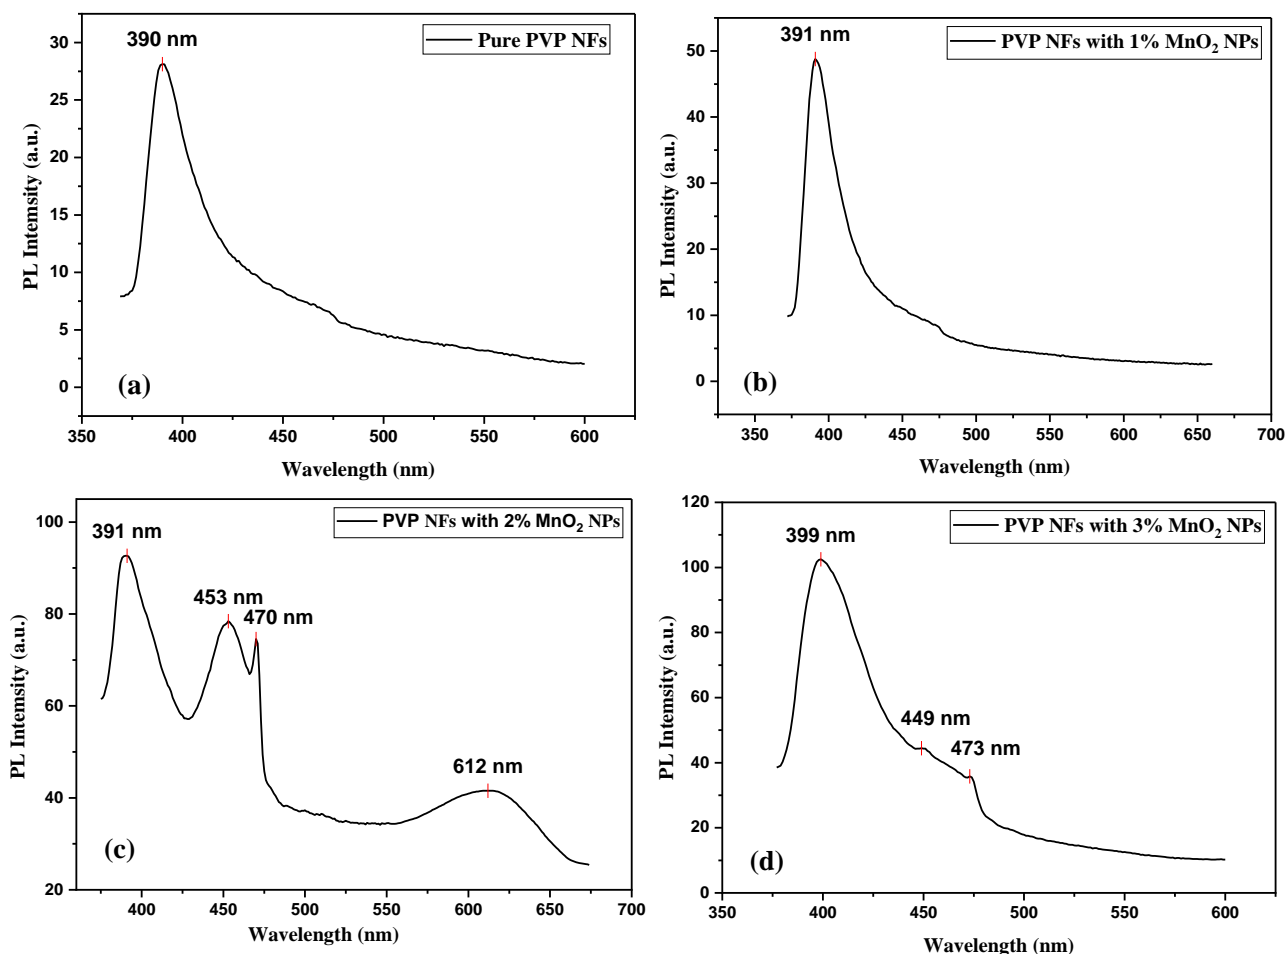 Pure PVP NFs
390 nm
30
25
20
15
10
5
0
PL Intemsity (a.u.)
(a)
350
400
450
500
550
600
Wavelength (nm)
PVP NFs with 1% MnO₂ NPs
391 nm
50
40
30
20
10
0
PL Intemsity (a.u.)
(b)
350
400
450
500
550
600
650
700
Wavelength (nm)
PVP NFs with 2% MnO₂ NPs
391 nm
453 nm
470 nm
612 nm
100
80
60
40
20
PL Intemsity (a.u.)
(c)
400
450
500
550
600
650
700
Wavelength (nm)
PVP NFs with 3% MnO₂ NPs
399 nm
449 nm
473 nm
120
100
80
60
40
20
0
PL Intemsity (a.u.)
(d)
350
400
450
500
550
600
Wavelength (nm)